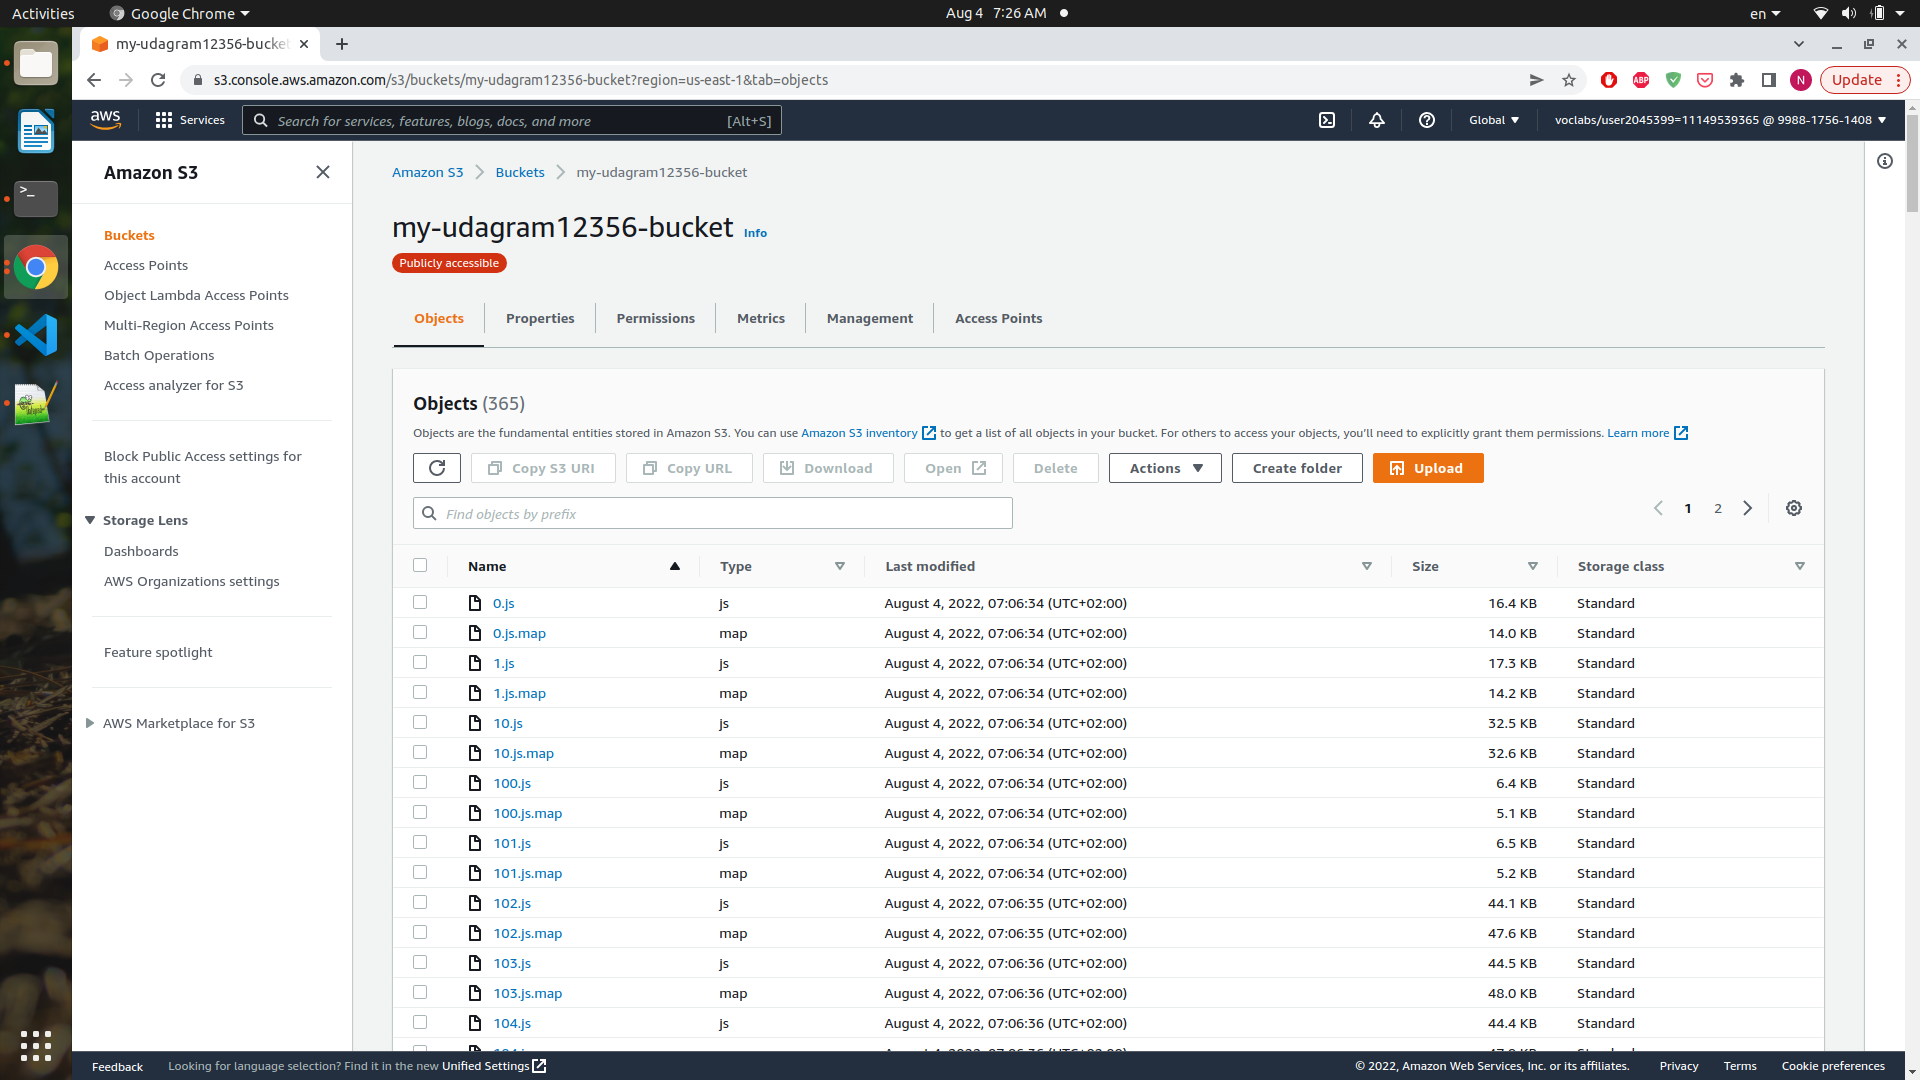 Activities
Google Chrome
Aug 4 7:26 AM
en
my-udagram12356-bucket
s3.console.aws.amazon.com/s3/buckets/my-udagram12356-bucket?region=us-east-1&tab=objects
ABP
N
Update
aws
Services
Search for services, features, blogs, docs, and more
[Alt+S]
Global
voclabs/user2045399=11149539365 @ 9988-1756-1408
Amazon S3
Buckets
Access Points
Object Lambda Access Points
Multi-Region Access Points
Batch Operations
Access analyzer for S3
Block Public Access settings for
this account
Storage Lens
Dashboards
AWS Organizations settings
Feature spotlight
AWS Marketplace for S3
Amazon S3
Buckets
my-udagram12356-bucket
my-udagram12356-bucket Info
Publicly accessible
Objects
Properties
Permissions
Metrics
Management
Access Points
Objects (365)
Objects are the fundamental entities stored in Amazon S3. You can use Amazon S3 inventory to get a list of all objects in your bucket. For others to access your objects, you'll need to explicitly grant them permissions. Learn more
Copy S3 URI
Copy URL
Download
Open
Delete
Actions
Create folder
Upload
Find objects by prefix
1 2
Name Type Last modified Size Storage class
0.js js August 4, 2022, 07:06:34 (UTC+02:00) 16.4 KB Standard
0.js.map map August 4, 2022, 07:06:34 (UTC+02:00) 14.0 KB Standard
1.js js August 4, 2022, 07:06:34 (UTC+02:00) 17.3 KB Standard
1.js.map map August 4, 2022, 07:06:34 (UTC+02:00) 14.2 KB Standard
10.js js August 4, 2022, 07:06:34 (UTC+02:00) 32.5 KB Standard
10.js.map map August 4, 2022, 07:06:34 (UTC+02:00) 32.6 KB Standard
100.js js August 4, 2022, 07:06:34 (UTC+02:00) 6.4 KB Standard
100.js.map map August 4, 2022, 07:06:34 (UTC+02:00) 5.1 KB Standard
101.js js August 4, 2022, 07:06:34 (UTC+02:00) 6.5 KB Standard
101.js.map map August 4, 2022, 07:06:34 (UTC+02:00) 5.2 KB Standard
102.js js August 4, 2022, 07:06:35 (UTC+02:00) 44.1 KB Standard
102.js.map map August 4, 2022, 07:06:35 (UTC+02:00) 47.6 KB Standard
103.js js August 4, 2022, 07:06:36 (UTC+02:00) 44.5 KB Standard
103.js.map map August 4, 2022, 07:06:36 (UTC+02:00) 48.0 KB Standard
104.js js August 4, 2022, 07:06:36 (UTC+02:00) 44.4 KB Standard
Feedback
Looking for language selection? Find it in the new Unified Settings
© 2022, Amazon Web Services, Inc. or its affiliates.
Privacy
Terms
Cookie preferences